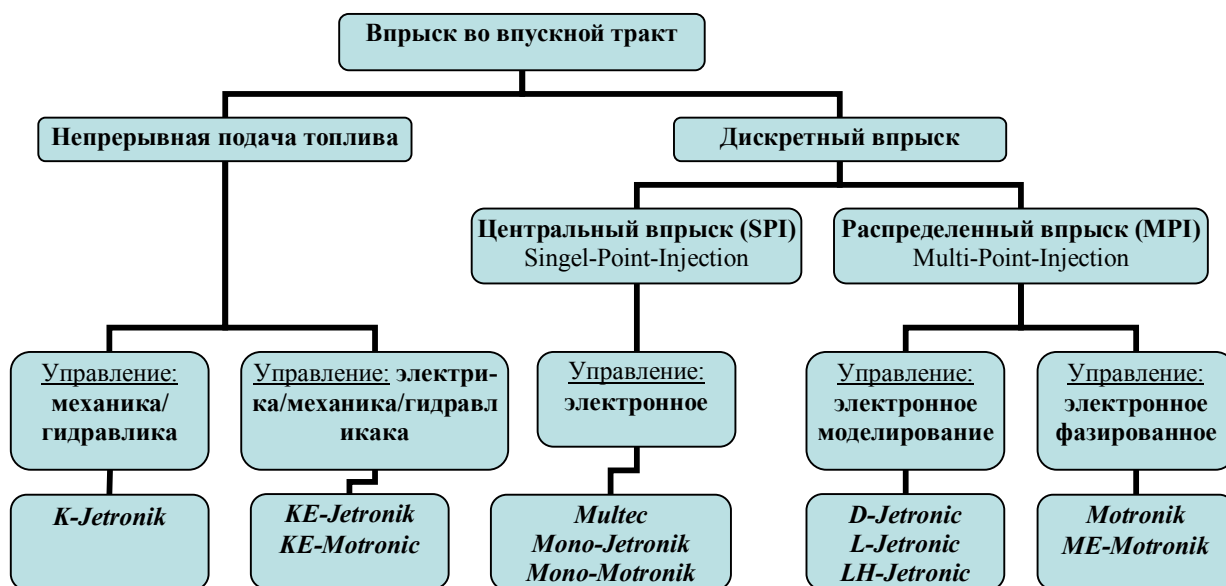 Впрыск во впускной тракт
Непрерывная подача топлива
Дискретный впрыск
Центральный впрыск (SPI)
Singel-Point-Injection
Распределенный впрыск (MPI)
Multi-Point-Injection
Управление:
механика/
гидравлика
Управление: электри-
ка/механика/гидравл
икака
Управление:
электронное
Управление:
электронное
моделирование
Управление:
электронное
фазированное
K-Jetronik
KE-Jetronik
KE-Motronic
Multec
Mono-Jetronik
Mono-Motronik
D-Jetronic
L-Jetronic
LH-Jetronic
Motronik
ME-Motronik